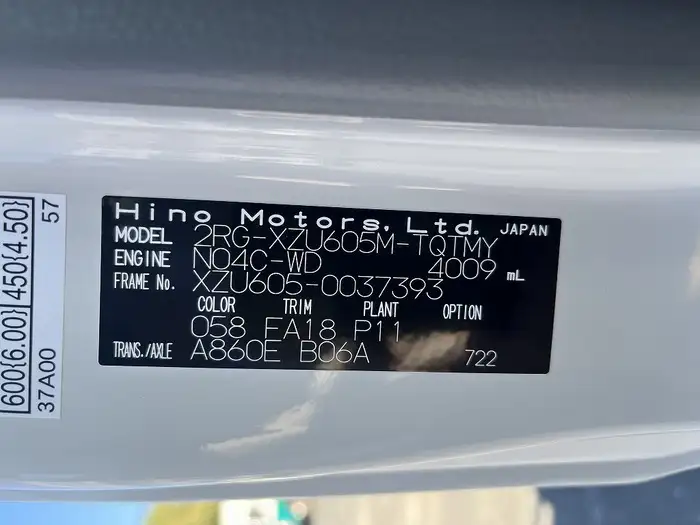 Hino Motors, Ltd. JAPAN
MODEL 2RG-XZU605M-TQTMY
ENGINE N04C-WD 4009 mL
FRAME No. XZU605-0037393
COLOR TRIM PLANT OPTION
058 FA18 P11
TRANS./AXLE A860E B06A 722
600{6.00} 450{4.50}
37A00 57